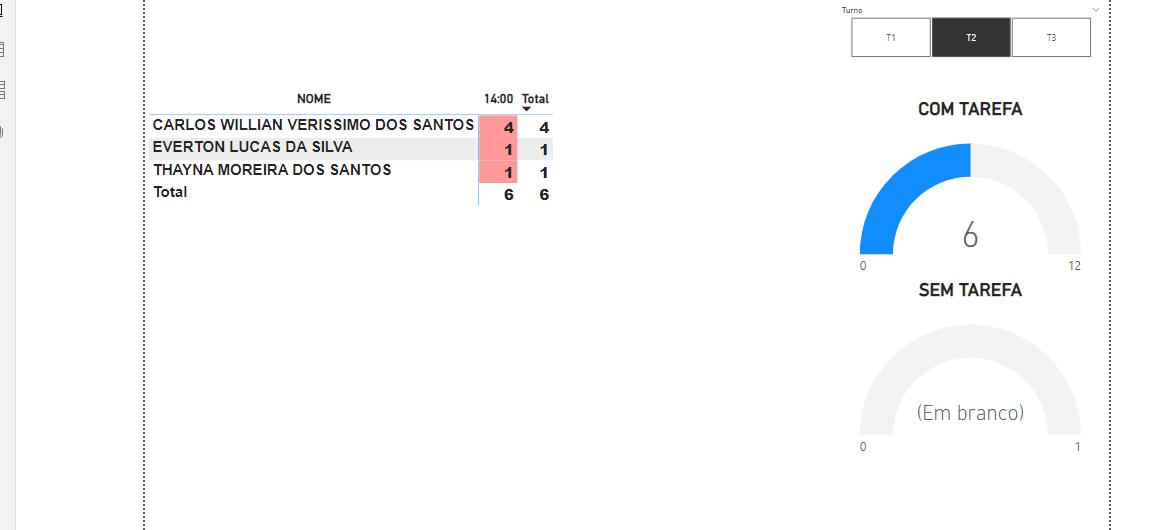 Turno
T1 T2 T3
NOME 14:00 Total
CARLOS WILLIAN VERISSIMO DOS SANTOS 4 4
EVERTON LUCAS DA SILVA 1 1
THAYNA MOREIRA DOS SANTOS 1 1
Total 6 6
COM TAREFA
6
0 12
SEM TAREFA
(Em branco)
0 1